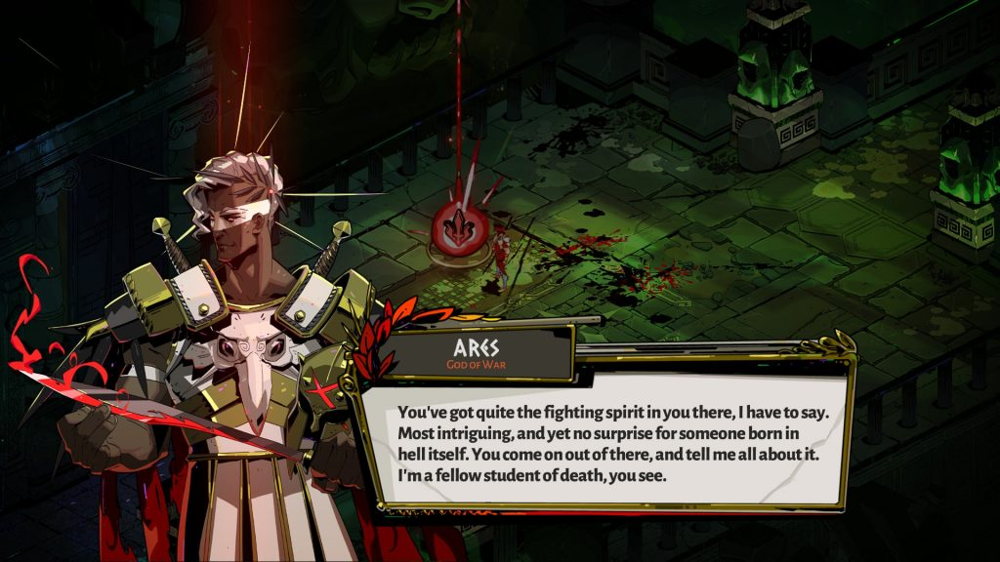 ARES
GOD OF WAR
You've got quite the fighting spirit in you there, I have to say.
Most intriguing, and yet no surprise for someone born in
hell itself. You come on out of there, and tell me all about it.
I'm a fellow student of death, you see.